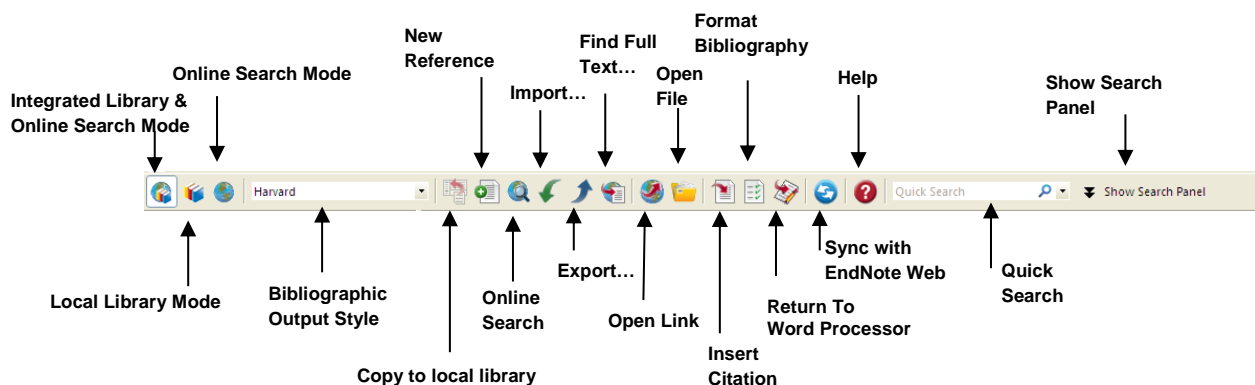 Format
Bibliography
New
Reference
Find Full
Text…
Online Search Mode
Open
File
Help
Show Search
Panel
Import…
Integrated Library &
Online Search Mode
Harvard
Quick Search
Show Search Panel
Sync with
EndNote Web
Export…
Quick
Search
Local Library Mode
Bibliographic
Output Style
Online
Search
Open Link
Return To
Word Processor
Insert
Citation
Copy to local library